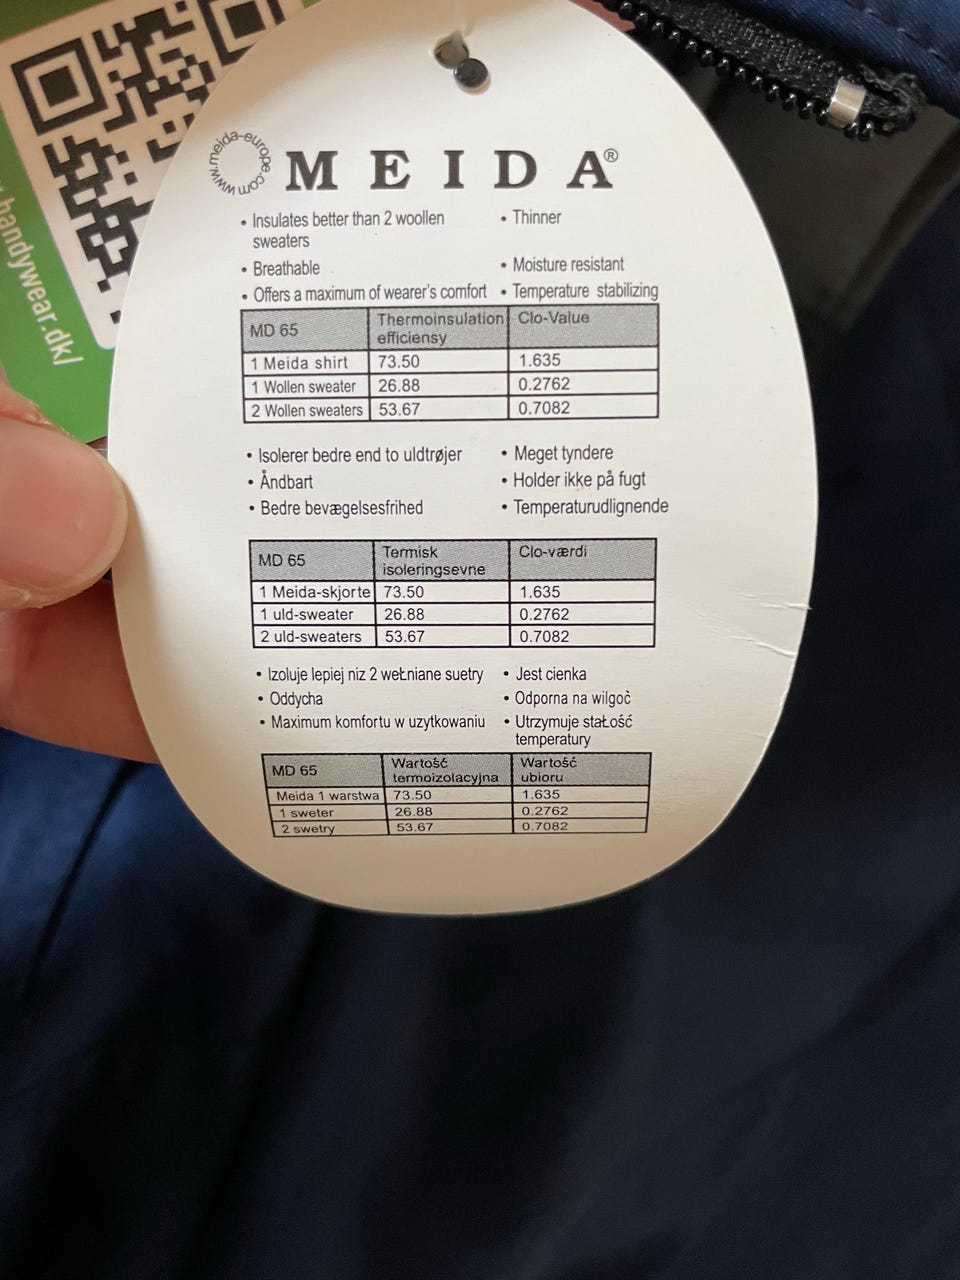 www.meida-europe.com
MEIDA®
• Insulates better than 2 woollen
sweaters
• Thinner
• Breathable
• Moisture resistant
• Offers a maximum of wearer's comfort
• Temperature stabilizing
MD 65 Thermoinsulation Clo-Value
efficiensy
1 Meida shirt 73.50 1.635
1 Wollen sweater 26.88 0.2762
2 Wollen sweaters 53.67 0.7082
• Isolerer bedre end to uldtrøjer
• Meget tyndere
• Åndbart
• Holder ikke på fugt
• Bedre bevægelsesfrihed
• Temperaturudlignende
MD 65 Termisk Clo-værdi
isoleringsevne
1 Meida-skjorte 73.50 1.635
1 uld-sweater 26.88 0.2762
2 uld-sweaters 53.67 0.7082
• Izoluje lepiej niz 2 wełniane suetry
• Jest cienka
• Oddycha
• Odporna na wilgoċ
• Maximum komfortu w uzytkowaniu
• Utrzymuje stałość
temperatury
MD 65 Wartość Wartość
termoizolacyjna ubioru
Meida 1 warstwa 73.50 1.635
1 sweter 26.88 0.2762
2 swetry 53.67 0.7082
handywear.dk/